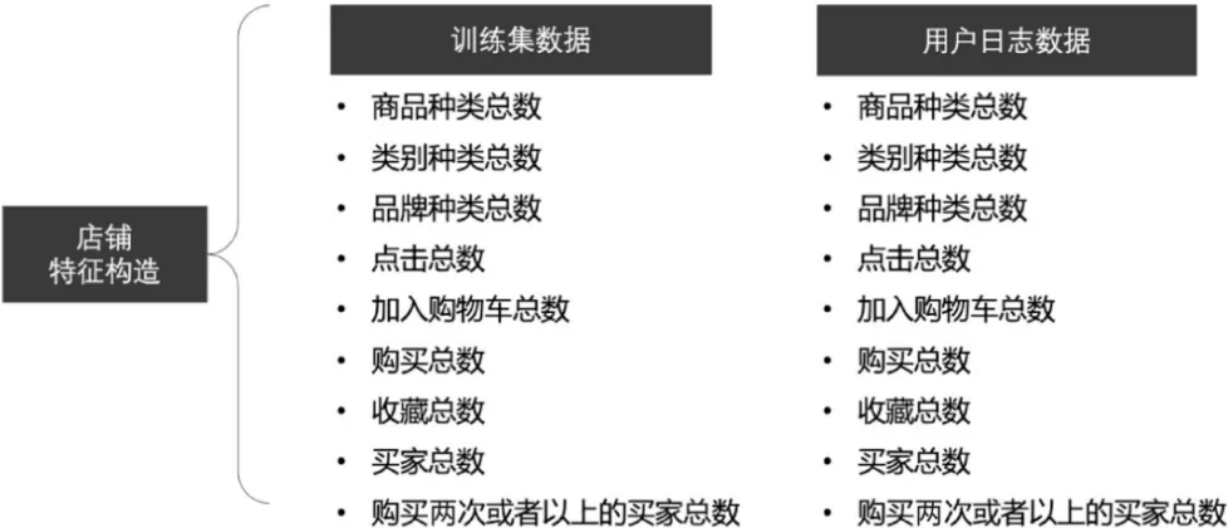 店铺
特征构造
训练集数据
• 商品种类总数
• 类别种类总数
• 品牌种类总数
• 点击总数
• 加入购物车总数
• 购买总数
• 收藏总数
• 买家总数
• 购买两次或者以上的买家总数
用户日志数据
• 商品种类总数
• 类别种类总数
• 品牌种类总数
• 点击总数
• 加入购物车总数
• 购买总数
• 收藏总数
• 买家总数
• 购买两次或者以上的买家总数